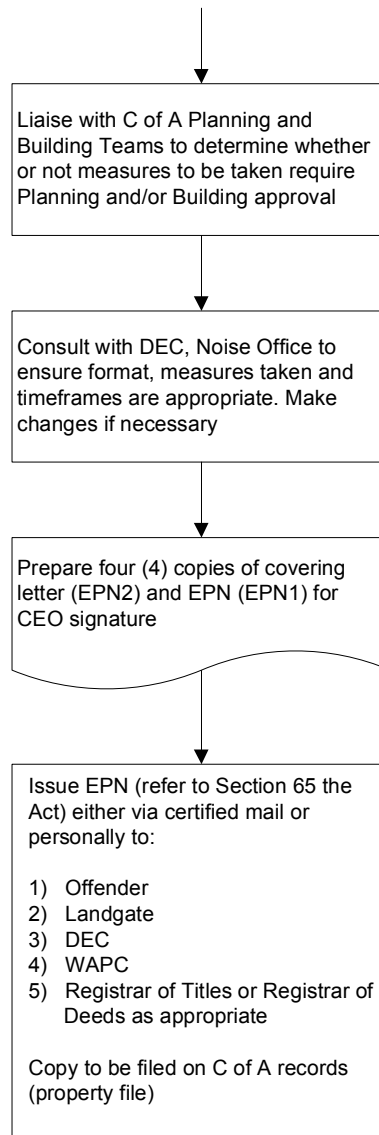 Liaise with C of A Planning and
Building Teams to determine whether
or not measures to be taken require
Planning and/or Building approval
Consult with DEC, Noise Office to
ensure format, measures taken and
timeframes are appropriate. Make
changes if necessary
Prepare four (4) copies of covering
letter (EPN2) and EPN (EPN1) for
CEO signature
Issue EPN (refer to Section 65 the
Act) either via certified mail or
personally to:
1) Offender
2) Landgate
3) DEC
4) WAPC
5) Registrar of Titles or Registrar of
Deeds as appropriate
Copy to be filed on C of A records
(property file)